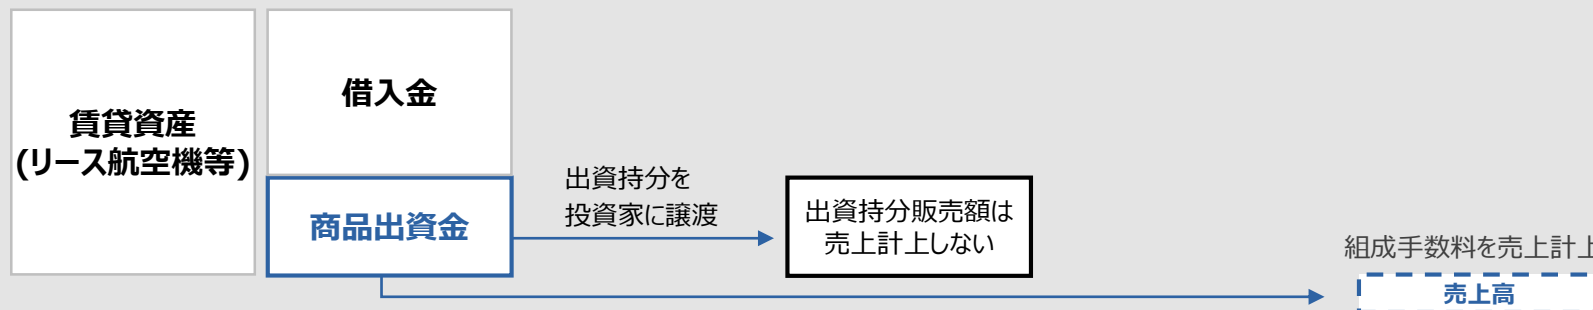 賃貸資産
(リース航空機等)
借入金
商品出資金
出資持分を
投資家に譲渡
出資持分販売額は
売上計上しない
組成手数料を売上計上
売上高